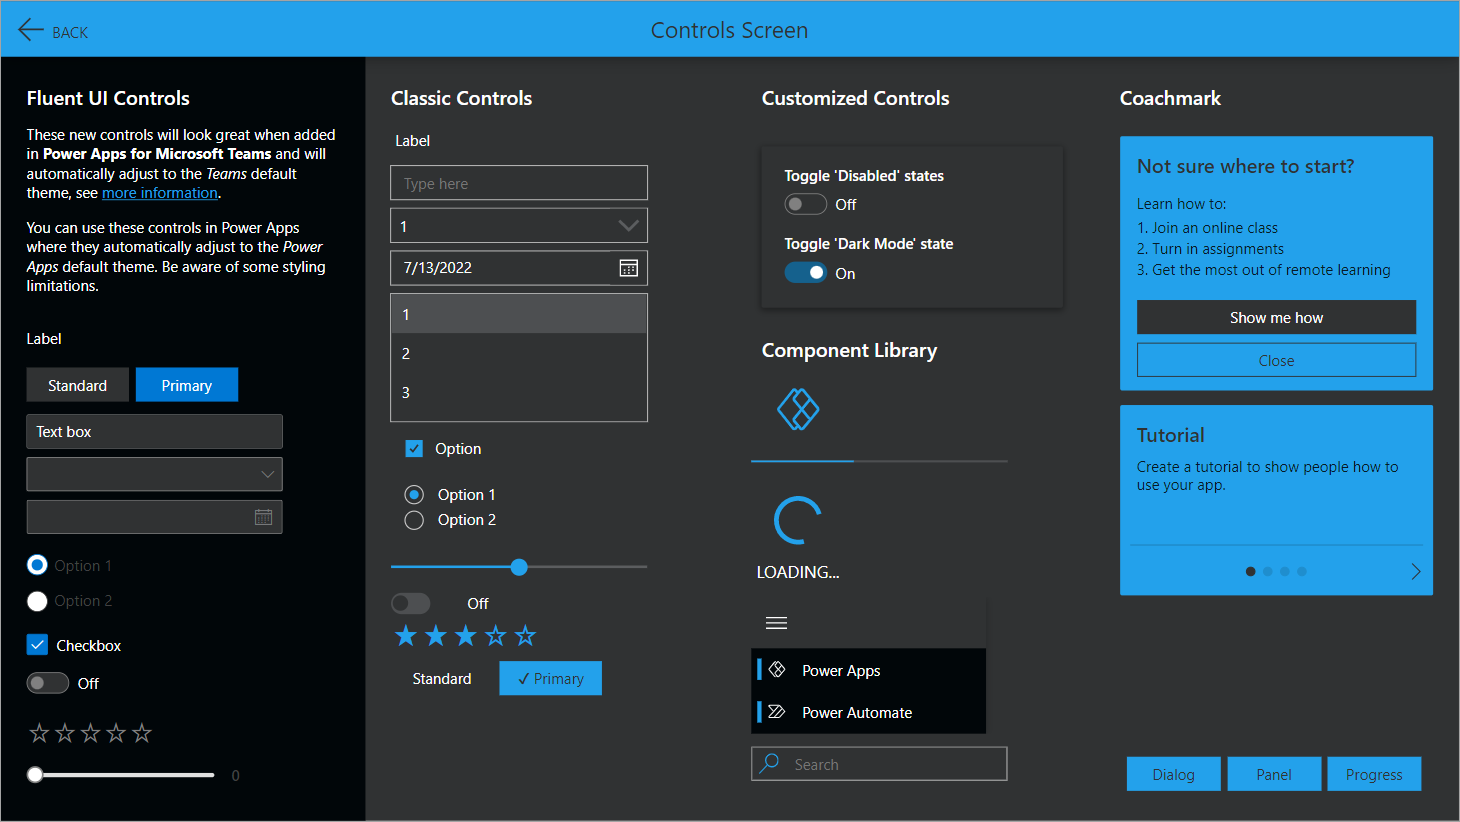 BACK
Controls Screen
Fluent UI Controls
These new controls will look great when added
in Power Apps for Microsoft Teams and will
automatically adjust to the Teams default
theme, see more information.
You can use these controls in Power Apps
where they automatically adjust to the Power
Apps default theme. Be aware of some styling
limitations.
Label
Standard
Primary
Text box
Option 1
Option 2
Checkbox
Off
0
Classic Controls
Label
Type here
1
7/13/2022
1
2
3
Option
Option 1
Option 2
Off
Standard
✓ Primary
Customized Controls
Toggle 'Disabled' states
Off
Toggle 'Dark Mode' state
On
Component Library
LOADING...
Power Apps
Power Automate
Search
Coachmark
Not sure where to start?
Learn how to:
1. Join an online class
2. Turn in assignments
3. Get the most out of remote learning
Show me how
Close
Tutorial
Create a tutorial to show people how to
use your app.
Dialog
Panel
Progress